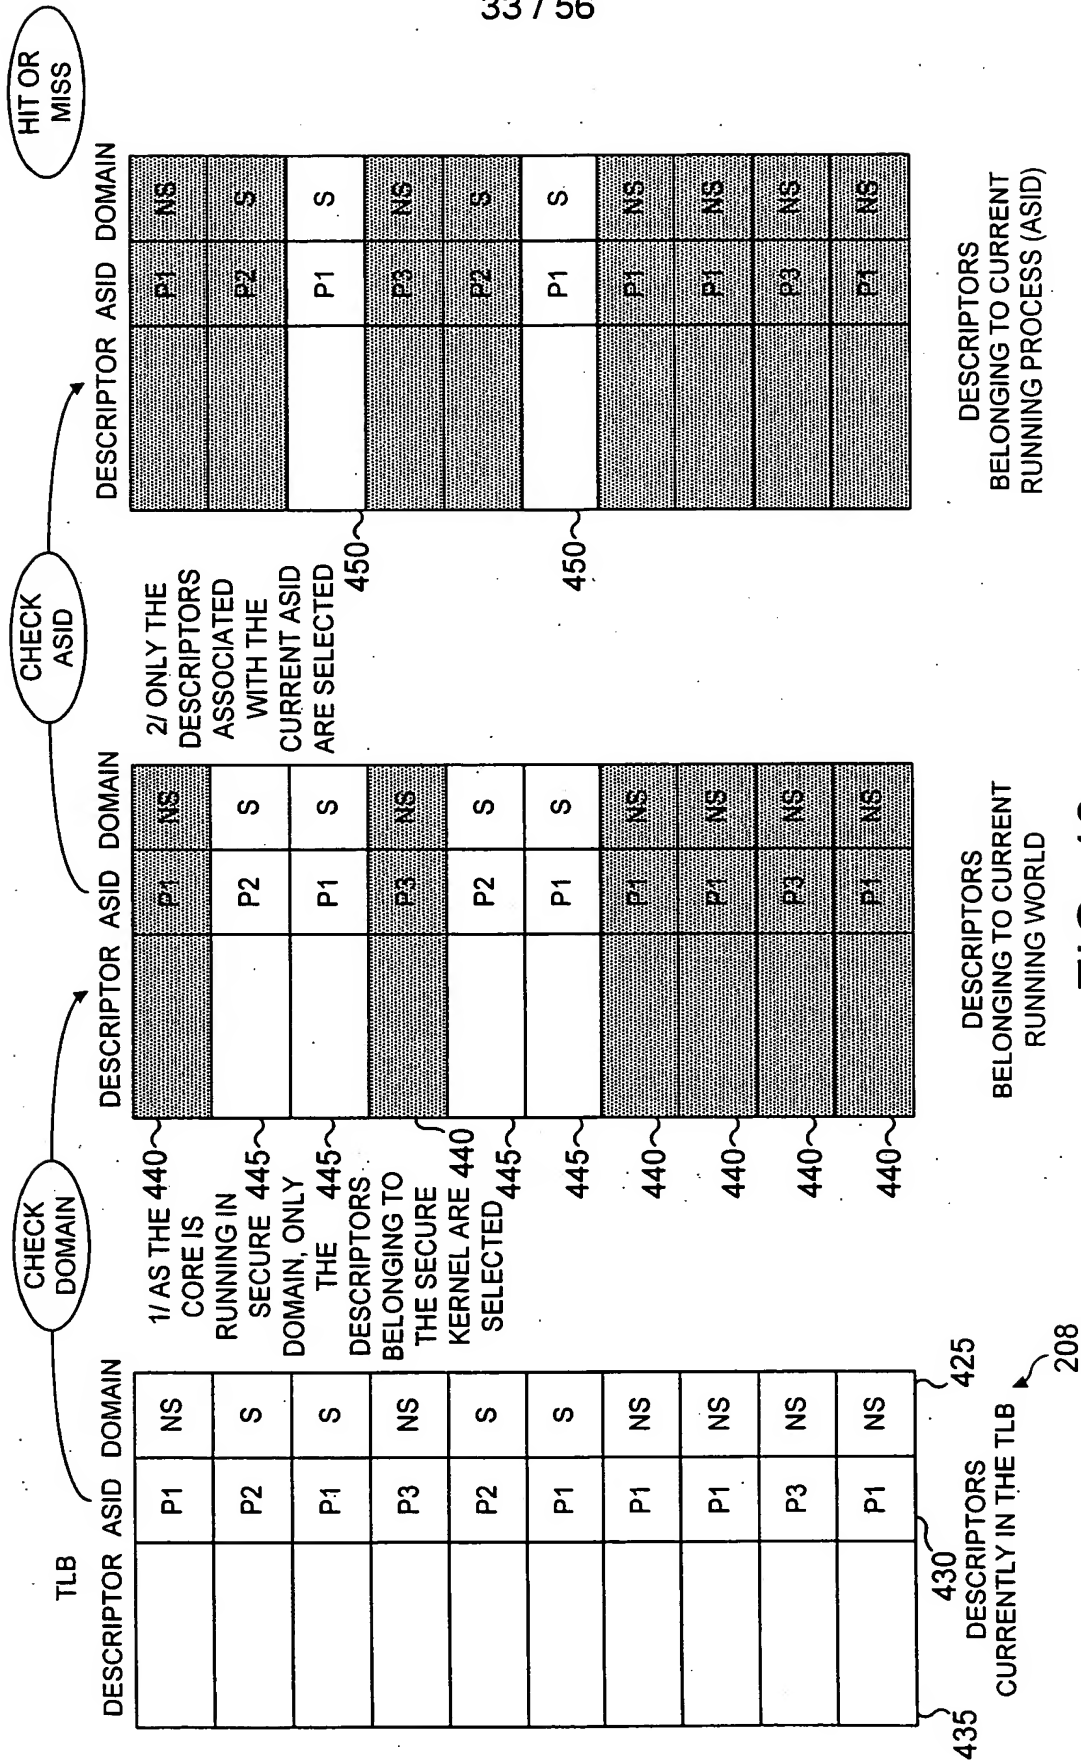 33 / 56
TLB
CHECK
DOMAIN
CHECK
ASID
HIT OR
MISS
DESCRIPTOR ASID DOMAIN
P1 NS
P2 S
P1 S
P3 NS
P2 S
P1 S
P1 NS
P1 NS
P3 NS
P1 NS
435
430
425
DESCRIPTORS
CURRENTLY IN THE TLB
208
1/ AS THE
CORE IS
RUNNING IN
SECURE
DOMAIN, ONLY
THE
DESCRIPTORS
BELONGING TO
THE SECURE
KERNEL ARE
SELECTED
440
445
445
440
445
445
440
440
440
440
DESCRIPTOR ASID DOMAIN
P1 NS
P2 S
P1 S
P3 NS
P2 S
P1 S
P1 NS
P1 NS
P3 NS
P1 NS
DESCRIPTORS
BELONGING TO CURRENT
RUNNING WORLD
2/ ONLY THE
DESCRIPTORS
ASSOCIATED
WITH THE
CURRENT ASID
ARE SELECTED
450
450
DESCRIPTOR ASID DOMAIN
P1 NS
P2 S
P1 S
P3 NS
P2 S
P1 S
P1 NS
P1 NS
P3 NS
P1 NS
DESCRIPTORS
BELONGING TO CURRENT
RUNNING PROCESS (ASID)